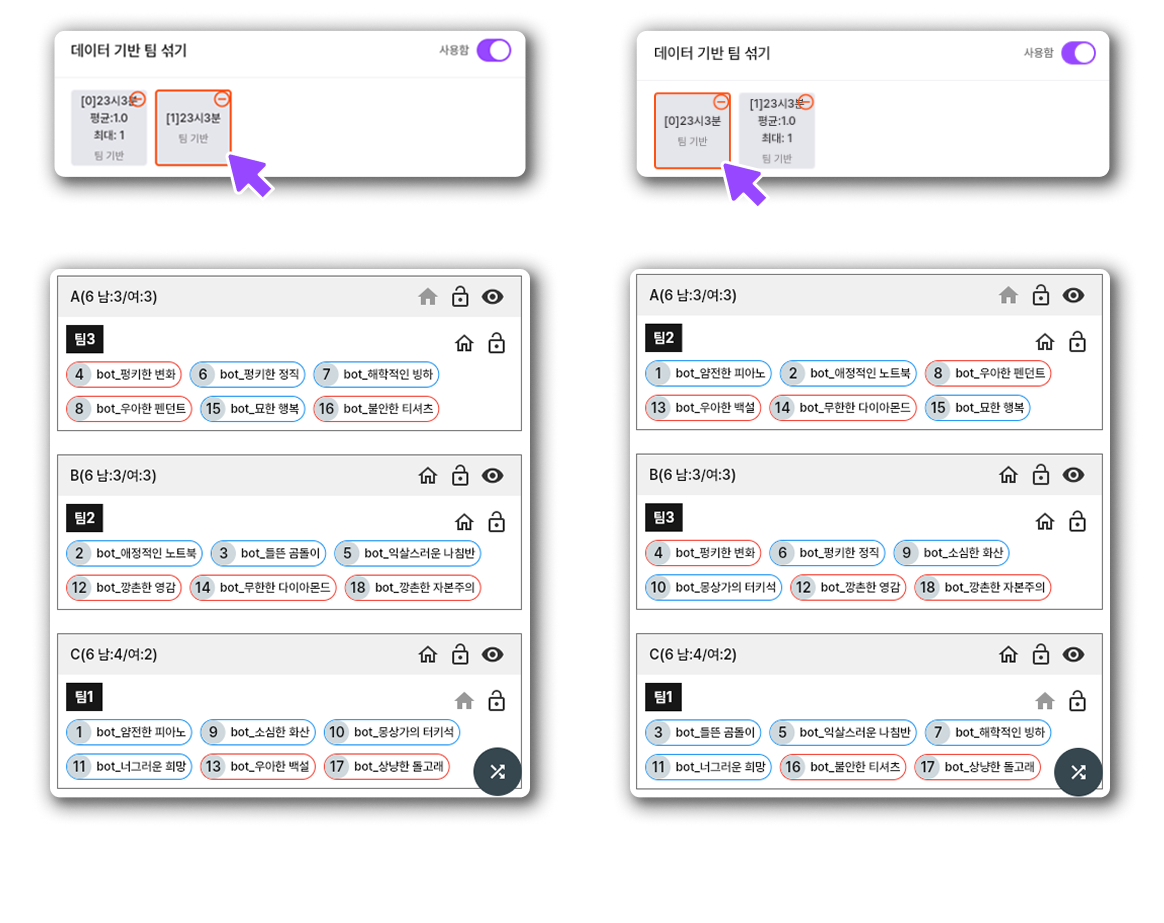 데이터 기반 팀 섞기 사용함
[0]23시3분
평균:1.0
최대: 1
팀 기반
[1]23시3분
팀 기반
데이터 기반 팀 섞기 사용함
[0]23시3분
팀 기반
[1]23시3분
평균:1.0
최대: 1
팀 기반
A(6 남:3/여:3)
팀3
4 bot_펑키한 변화 6 bot_펑키한 정직 7 bot_해학적인 빙하
8 bot_우아한 펜던트 15 bot_묘한 행복 16 bot_불안한 티셔츠
B(6 남:3/여:3)
팀2
2 bot_애정적인 노트북 3 bot_들뜬 곰돌이 5 bot_익살스러운 나침반
12 bot_깡촌한 영감 14 bot_무한한 다이아몬드 18 bot_깡촌한 자본주의
C(6 남:4/여:2)
팀1
1 bot_얌전한 피아노 9 bot_소심한 화산 10 bot_몽상가의 터키석
11 bot_너그러운 희망 13 bot_우아한 백설 17 bot_상냥한 돌고래
A(6 남:3/여:3)
팀2
1 bot_얌전한 피아노 2 bot_애정적인 노트북 8 bot_우아한 펜던트
13 bot_우아한 백설 14 bot_무한한 다이아몬드 15 bot_묘한 행복
B(6 남:3/여:3)
팀3
4 bot_펑키한 변화 6 bot_펑키한 정직 9 bot_소심한 화산
10 bot_몽상가의 터키석 12 bot_깡촌한 영감 18 bot_깡촌한 자본주의
C(6 남:4/여:2)
팀1
3 bot_들뜬 곰돌이 5 bot_익살스러운 나침반 7 bot_해학적인 빙하
11 bot_너그러운 희망 16 bot_불안한 티셔츠 17 bot_상냥한 돌고래